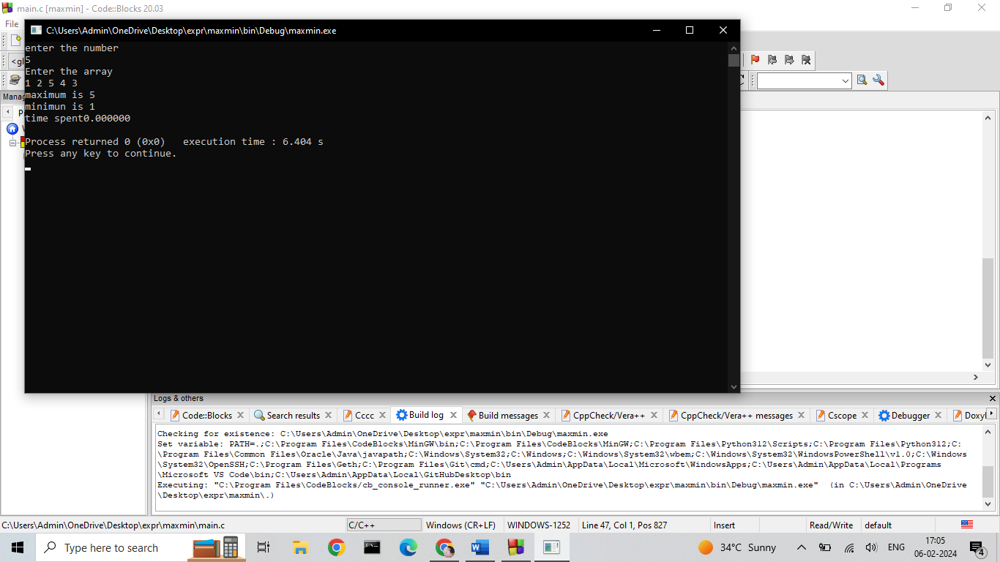 main.c [maxmin] - Code::Blocks 20.03
File
C:\Users\Admin\OneDrive\Desktop\expr\maxmin\bin\Debug\maxmin.exe
enter the number
5
Enter the array
1 2 5 4 3
maximum is 5
minimun is 1
time spent0.000000
Process returned 0 (0x0)   execution time : 6.404 s
Press any key to continue.
<gl
Manag
P
Logs & others
Code::Blocks
Search results
Cccc
Build log
Build messages
CppCheck/Vera++
CppCheck/Vera++ messages
Cscope
Debugger
Doxyl
Checking for existence: C:\Users\Admin\OneDrive\Desktop\expr\maxmin\bin\Debug\maxmin.exe
Set variable: PATH=.;C:\Program Files\CodeBlocks\MinGW\bin;C:\Program Files\CodeBlocks\MinGW;C:\Program Files\Python312\Scripts;C:\Program Files\Python312;C:
\Program Files\Common Files\Oracle\Java\javapath;C:\Windows\System32;C:\Windows;C:\Windows\System32\wbem;C:\Windows\System32\WindowsPowerShell\v1.0;C:\Windows
\System32\OpenSSH;C:\Program Files\Geth;C:\Program Files\Git\cmd;C:\Users\Admin\AppData\Local\Microsoft\WindowsApps;C:\Users\Admin\AppData\Local\Programs
\Microsoft VS Code\bin;C:\Users\Admin\AppData\Local\GitHubDesktop\bin
Executing: "C:\Program Files\CodeBlocks/cb_console_runner.exe" "C:\Users\Admin\OneDrive\Desktop\expr\maxmin\bin\Debug\maxmin.exe"  (in C:\Users\Admin\OneDrive
\Desktop\expr\maxmin\.)
C:\Users\Admin\OneDrive\Desktop\expr\maxmin\main.c
C/C++
Windows (CR+LF)
WINDOWS-1252
Line 47, Col 1, Pos 827
Insert
Read/Write
default
Type here to search
34°C Sunny
ENG
17:05
06-02-2024
4